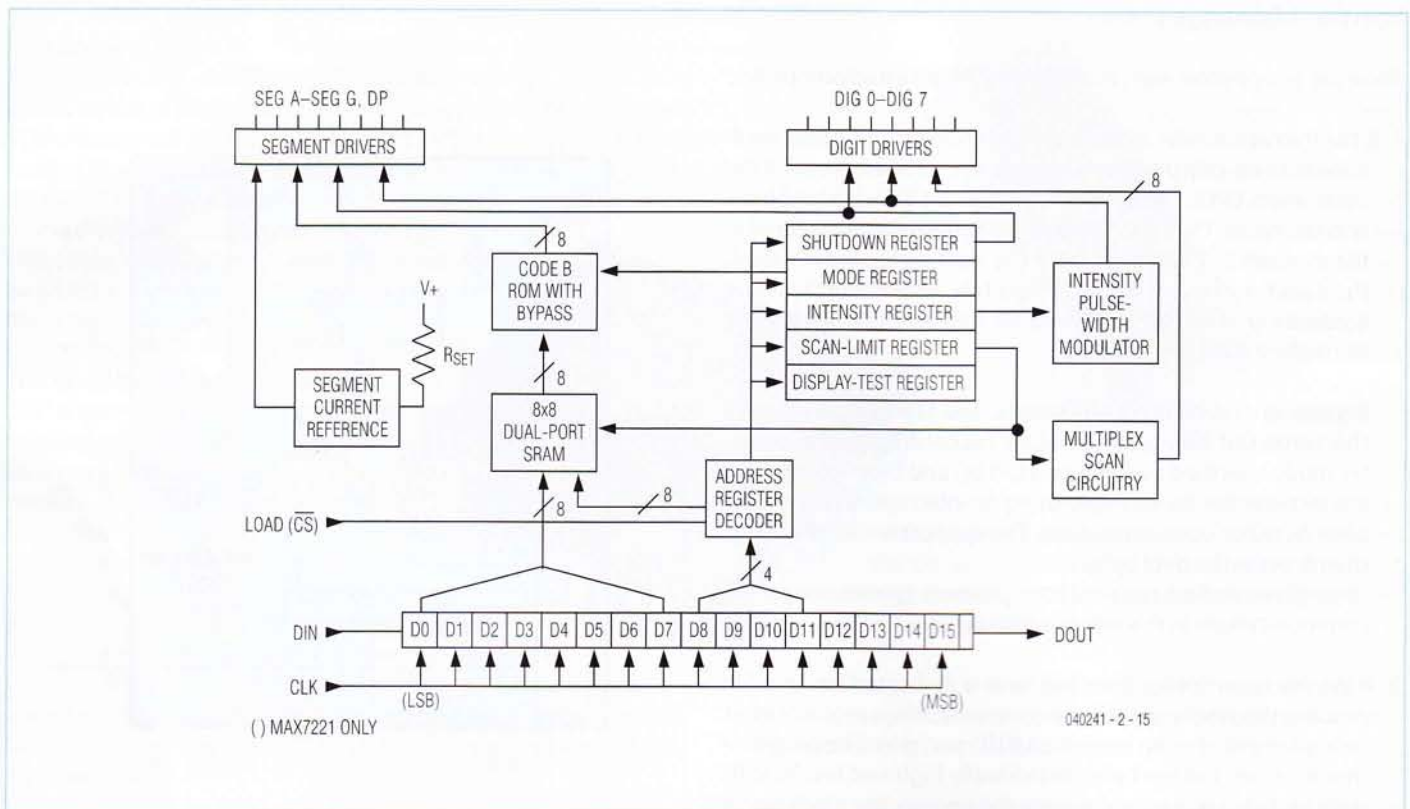 SEG A–SEG G, DP
DIG 0–DIG 7
SEGMENT DRIVERS
DIGIT DRIVERS
8
8
CODE B
ROM WITH
BYPASS
SHUTDOWN REGISTER
MODE REGISTER
INTENSITY REGISTER
SCAN-LIMIT REGISTER
DISPLAY-TEST REGISTER
INTENSITY
PULSE-
WIDTH
MODULATOR
V+
RSET
SEGMENT
CURRENT
REFERENCE
8
8x8
DUAL-PORT
SRAM
ADDRESS
REGISTER
DECODER
MULTIPLEX
SCAN
CIRCUITRY
8
8
LOAD (CS)
4
DIN
D0 D1 D2 D3 D4 D5 D6 D7 D8 D9 D10 D11 D12 D13 D14 D15
DOUT
CLK
(LSB)
(MSB)
( ) MAX7221 ONLY
040241 - 2 - 15